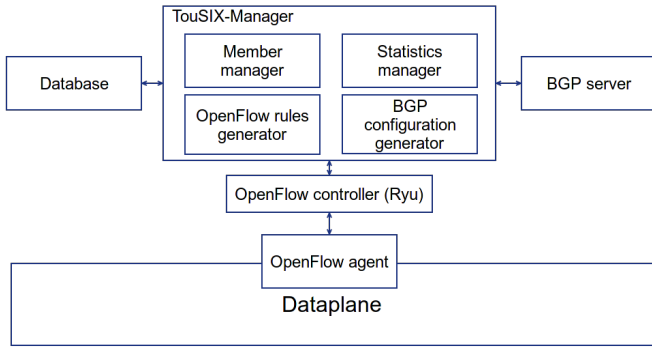 TouSIX-Manager
Member
manager
Statistics
manager
Database
BGP server
OpenFlow rules
generator
BGP
configuration
generator
OpenFlow controller (Ryu)
OpenFlow agent
Dataplane